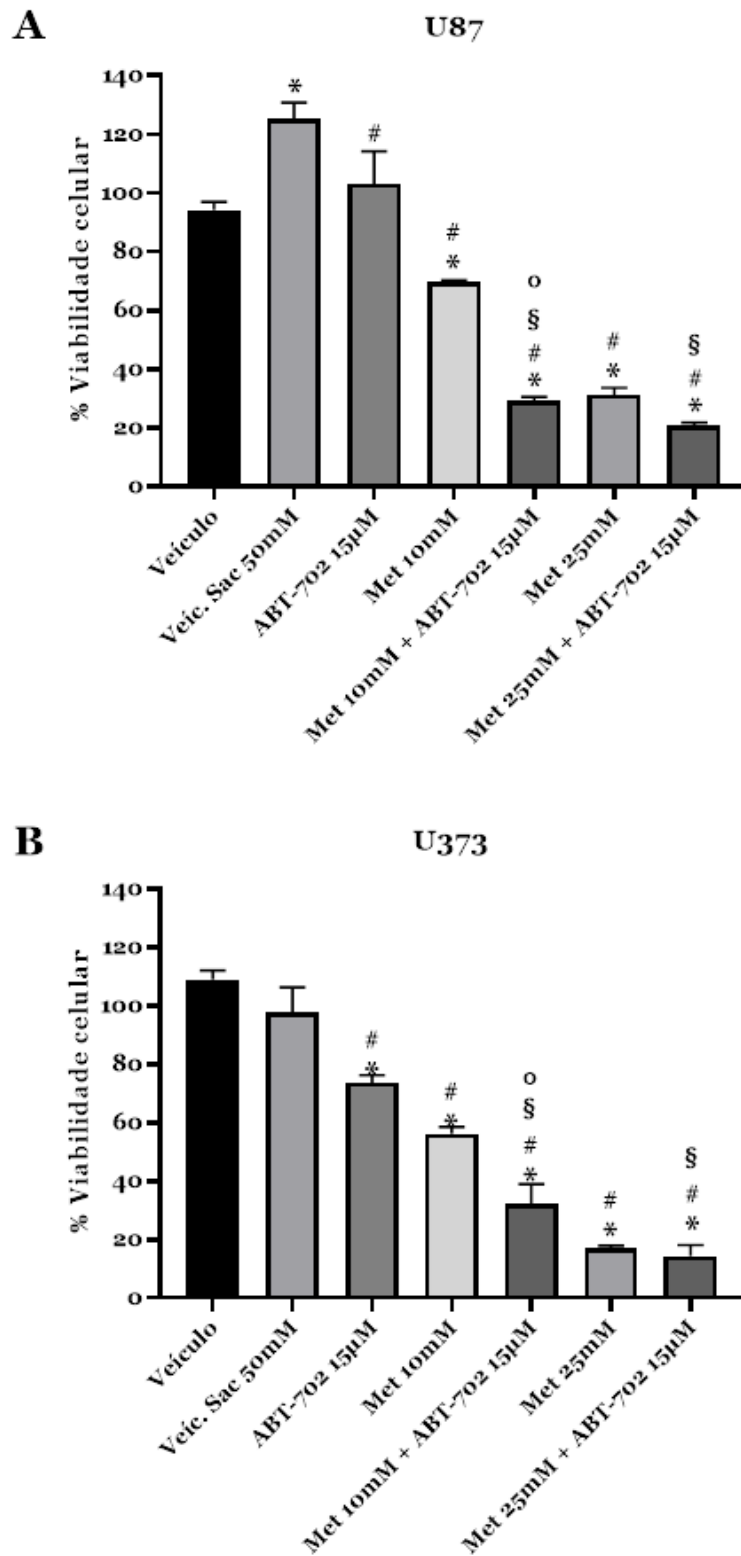 A
U87
% Viabilidade celular
140
120
100
80
60
40
20
0
*
#
#
*
o
§
#
*
#
*
§
#
*
Veículo
Veíc. Sac 50mM
ABT-702 15µM
Met 10mM
Met 10mM + ABT-702 15µM
Met 25mM
Met 25mM + ABT-702 15µM
B
U373
% Viabilidade celular
140
120
100
80
60
40
20
0
#
*
#
*
o
§
#
*
#
*
§
#
*
Veículo
Veíc. Sac 50mM
ABT-702 15µM
Met 10mM
Met 10mM + ABT-702 15µM
Met 25mM
Met 25mM + ABT-702 15µM